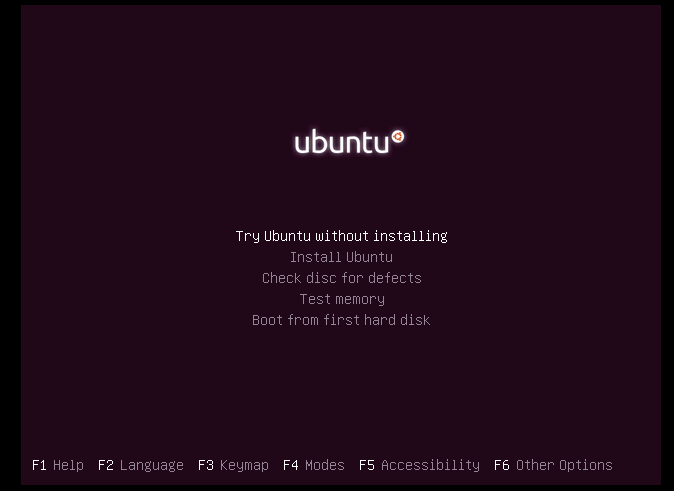 ubuntu
Try Ubuntu without installing
Install Ubuntu
Check disc for defects
Test memory
Boot from first hard disk
F1 Help F2 Language F3 Keymap F4 Modes F5 Accessibility F6 Other Options